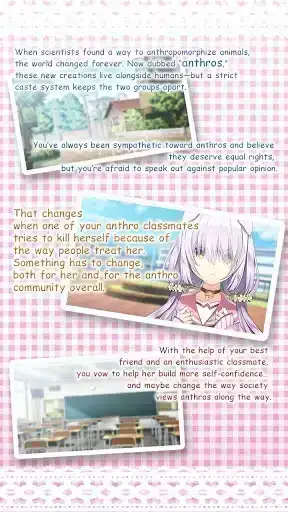 When scientists found a way to anthropomorphize animals,
the world changed forever. Now dubbed "anthros,"
these new creations live alongside humans—but a strict
caste system keeps the two groups apart.
You've always been sympathetic toward anthros and believe
they deserve equal rights,
but you're afraid to speak out against popular opinion.
That changes
when one of your anthro classmates
tries to kill herself because of
the way people treat her.
Something has to change
both for her and for the anthro
community overall.
With the help of your best
friend and an enthusiastic classmate,
you vow to help her build more self-confidence...
and maybe change the way society
views anthros along the way.